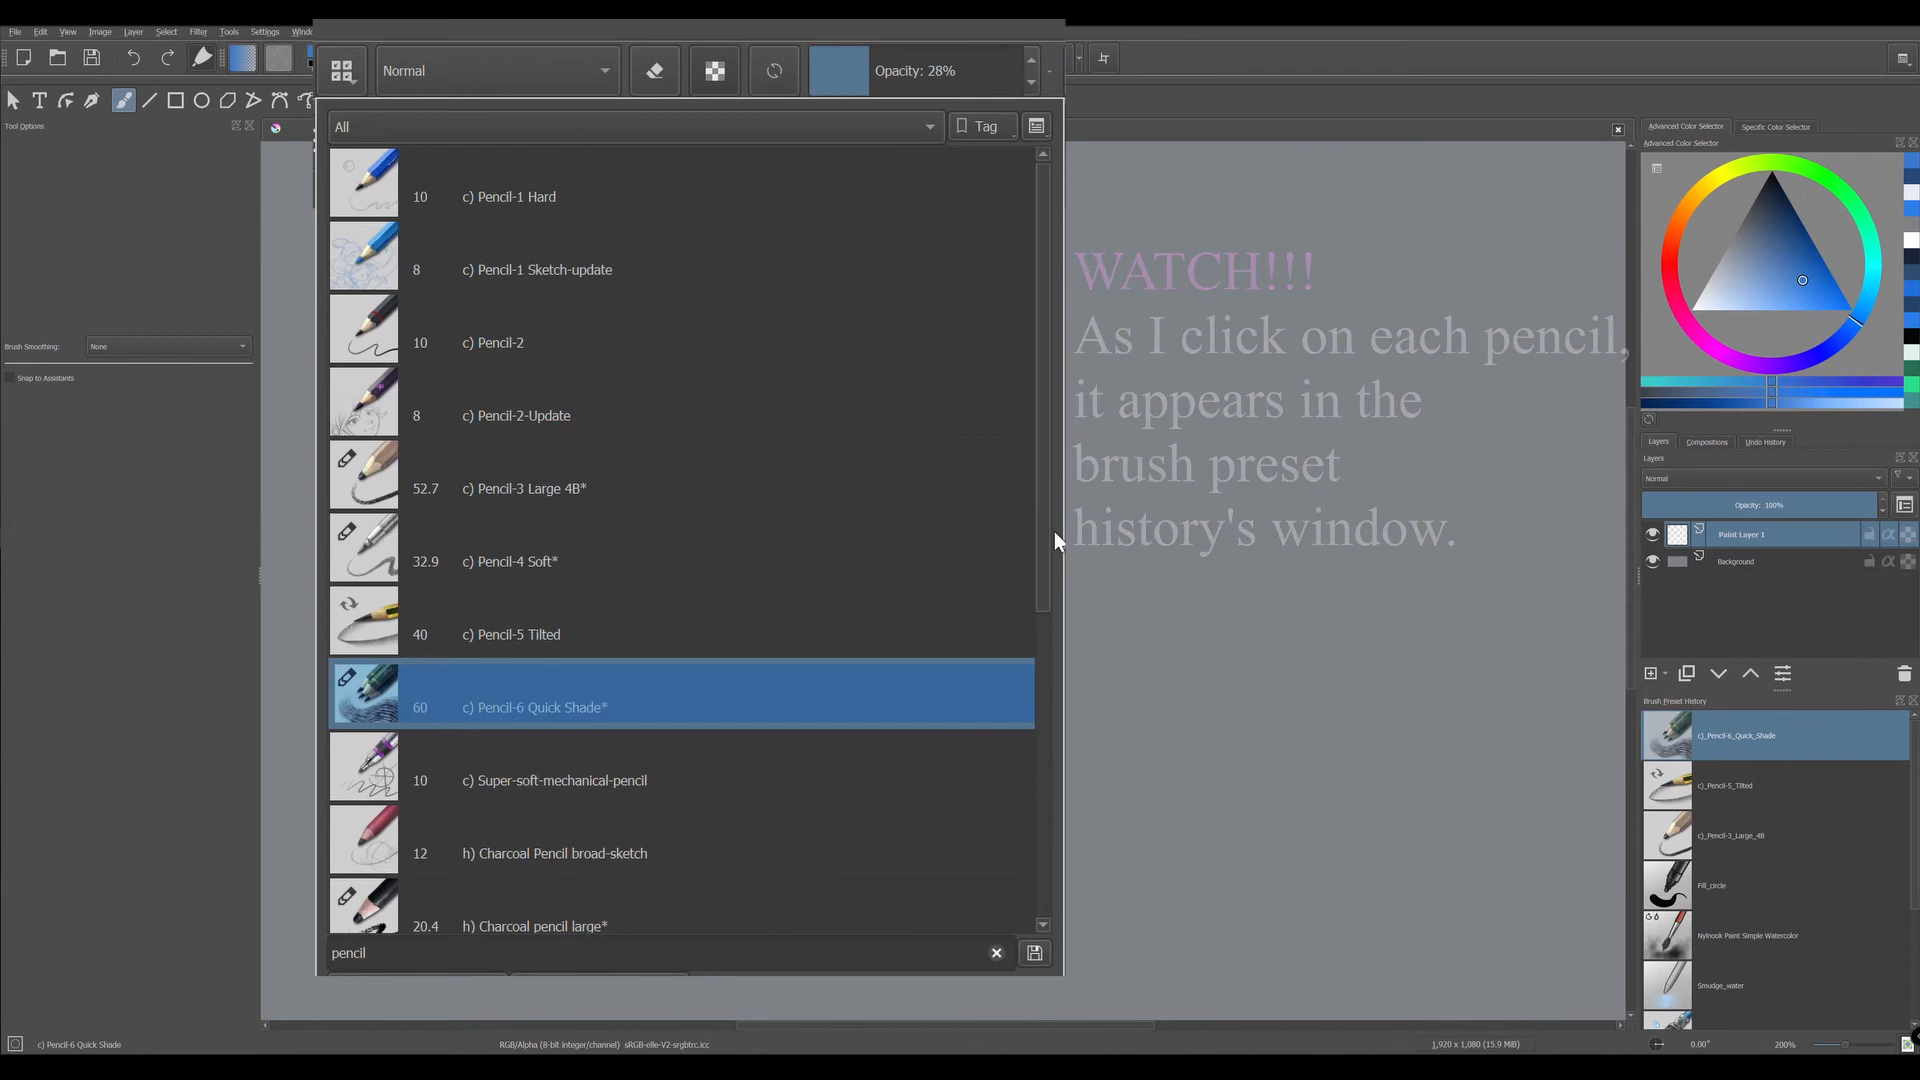 File Edit View Image Layer Select Filter Tools Settings Windo
Normal
Opacity: 28%
Tool Options
All
Tag
10 c) Pencil-1 Hard
8 c) Pencil-1 Sketch-update
10 c) Pencil-2
8 c) Pencil-2-Update
52.7 c) Pencil-3 Large 4B*
32.9 c) Pencil-4 Soft*
40 c) Pencil-5 Tilted
60 c) Pencil-6 Quick Shade*
10 c) Super-soft-mechanical-pencil
12 h) Charcoal Pencil broad-sketch
20.4 h) Charcoal pencil large*
pencil
Brush Smoothing: None
Snap to Assistants
WATCH!!!
As I click on each pencil,
it appears in the
brush preset
history's window.
Advanced Color Selector Specific Color Selector
Advanced Color Selector
Layers Compositions Undo History
Layers
Normal
Opacity: 100%
Paint Layer 1
Background
Brush Preset History
c)_Pencil-6_Quick_Shade
c)_Pencil-5_Tilted
c)_Pencil-3_Large_4B
Fill_circle
Nylnook Paint Simple Watercolor
Smudge_water
c) Pencil-6 Quick Shade
RGB/Alpha (8-bit integer/channel) sRGB-elle-V2-srgbtrc.icc
1,920 x 1,080 (15.9 MiB)
0.00°
200%